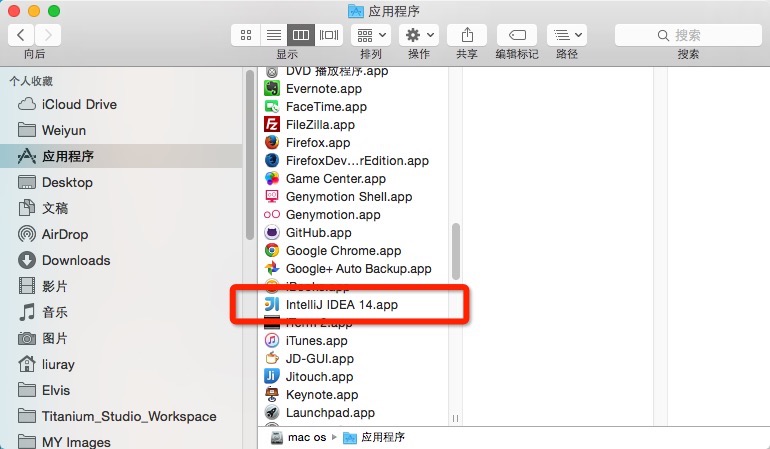 应用程序
向后
显示
排列
操作
共享
编辑标记
路径
搜索
搜索
个人收藏
iCloud Drive
Weiyun
应用程序
Desktop
文稿
AirDrop
Downloads
影片
音乐
图片
liuray
Elvis
Titanium_Studio_Workspace
MY Images
DVD 播放程序.app
Evernote.app
FaceTime.app
FileZilla.app
Firefox.app
FirefoxDev...rEdition.app
Game Center.app
Genymotion Shell.app
Genymotion.app
GitHub.app
Google Chrome.app
Google+ Auto Backup.app
iBooks.app
IntelliJ IDEA 14.app
iTerm 2.app
iTunes.app
JD-GUI.app
Jitouch.app
Keynote.app
Launchpad.app
mac os
应用程序